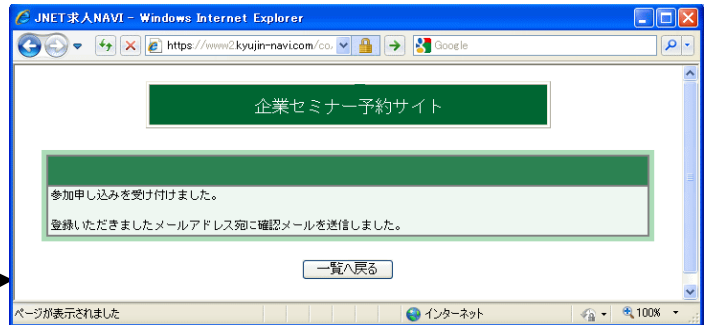 JNET求人NAVI - Windows Internet Explorer
https://www2.kyujin-navi.com/co
Google
企業セミナー予約サイト
参加申し込みを受け付けました。
登録いただきましたメールアドレス宛に確認メールを送信しました。
一覧へ戻る
ページが表示されました
インターネット
100%